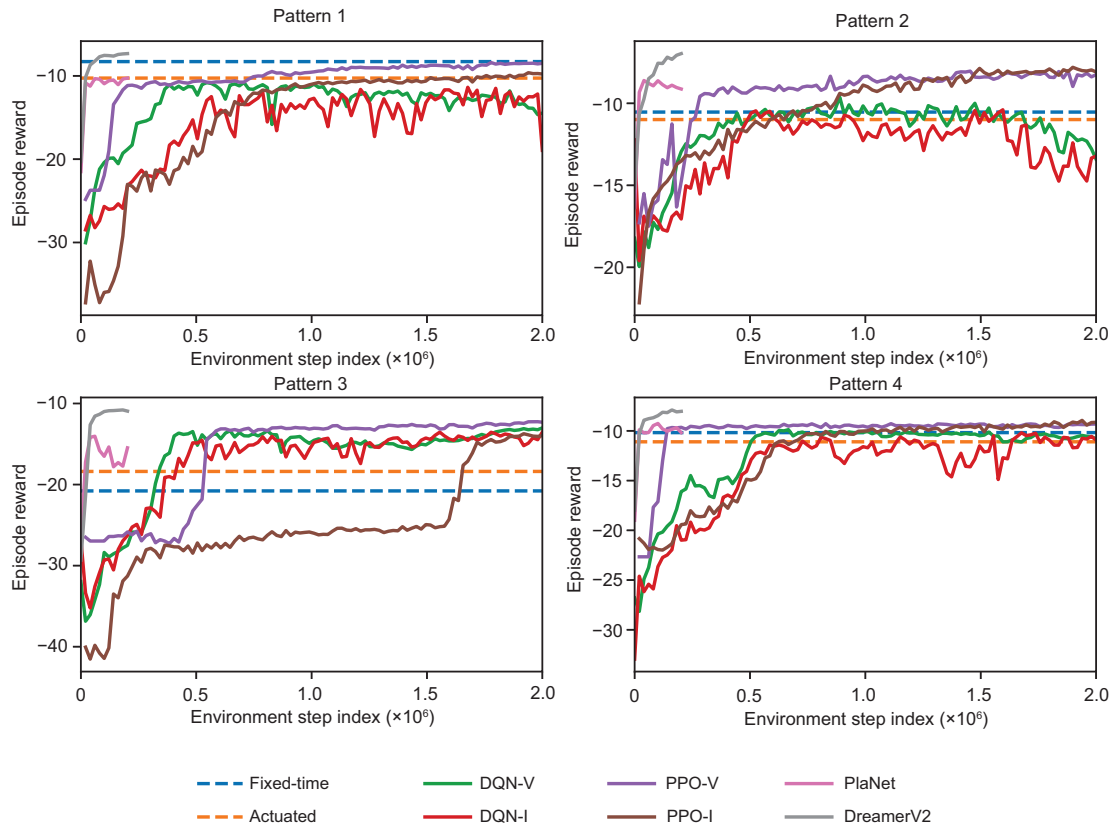 Pattern 1
Pattern 2
Episode reward
−10
−20
−30
0
0.5
1.0
1.5
2.0
Environment step index (×10⁶)
Episode reward
−10
−15
−20
0
0.5
1.0
1.5
2.0
Environment step index (×10⁶)
Pattern 3
Pattern 4
Episode reward
−10
−20
−30
−40
0
0.5
1.0
1.5
2.0
Environment step index (×10⁶)
Episode reward
−10
−15
−20
−25
−30
0
0.5
1.0
1.5
2.0
Environment step index (×10⁶)
Fixed-time
DQN-V
PPO-V
PlaNet
Actuated
DQN-I
PPO-I
DreamerV2